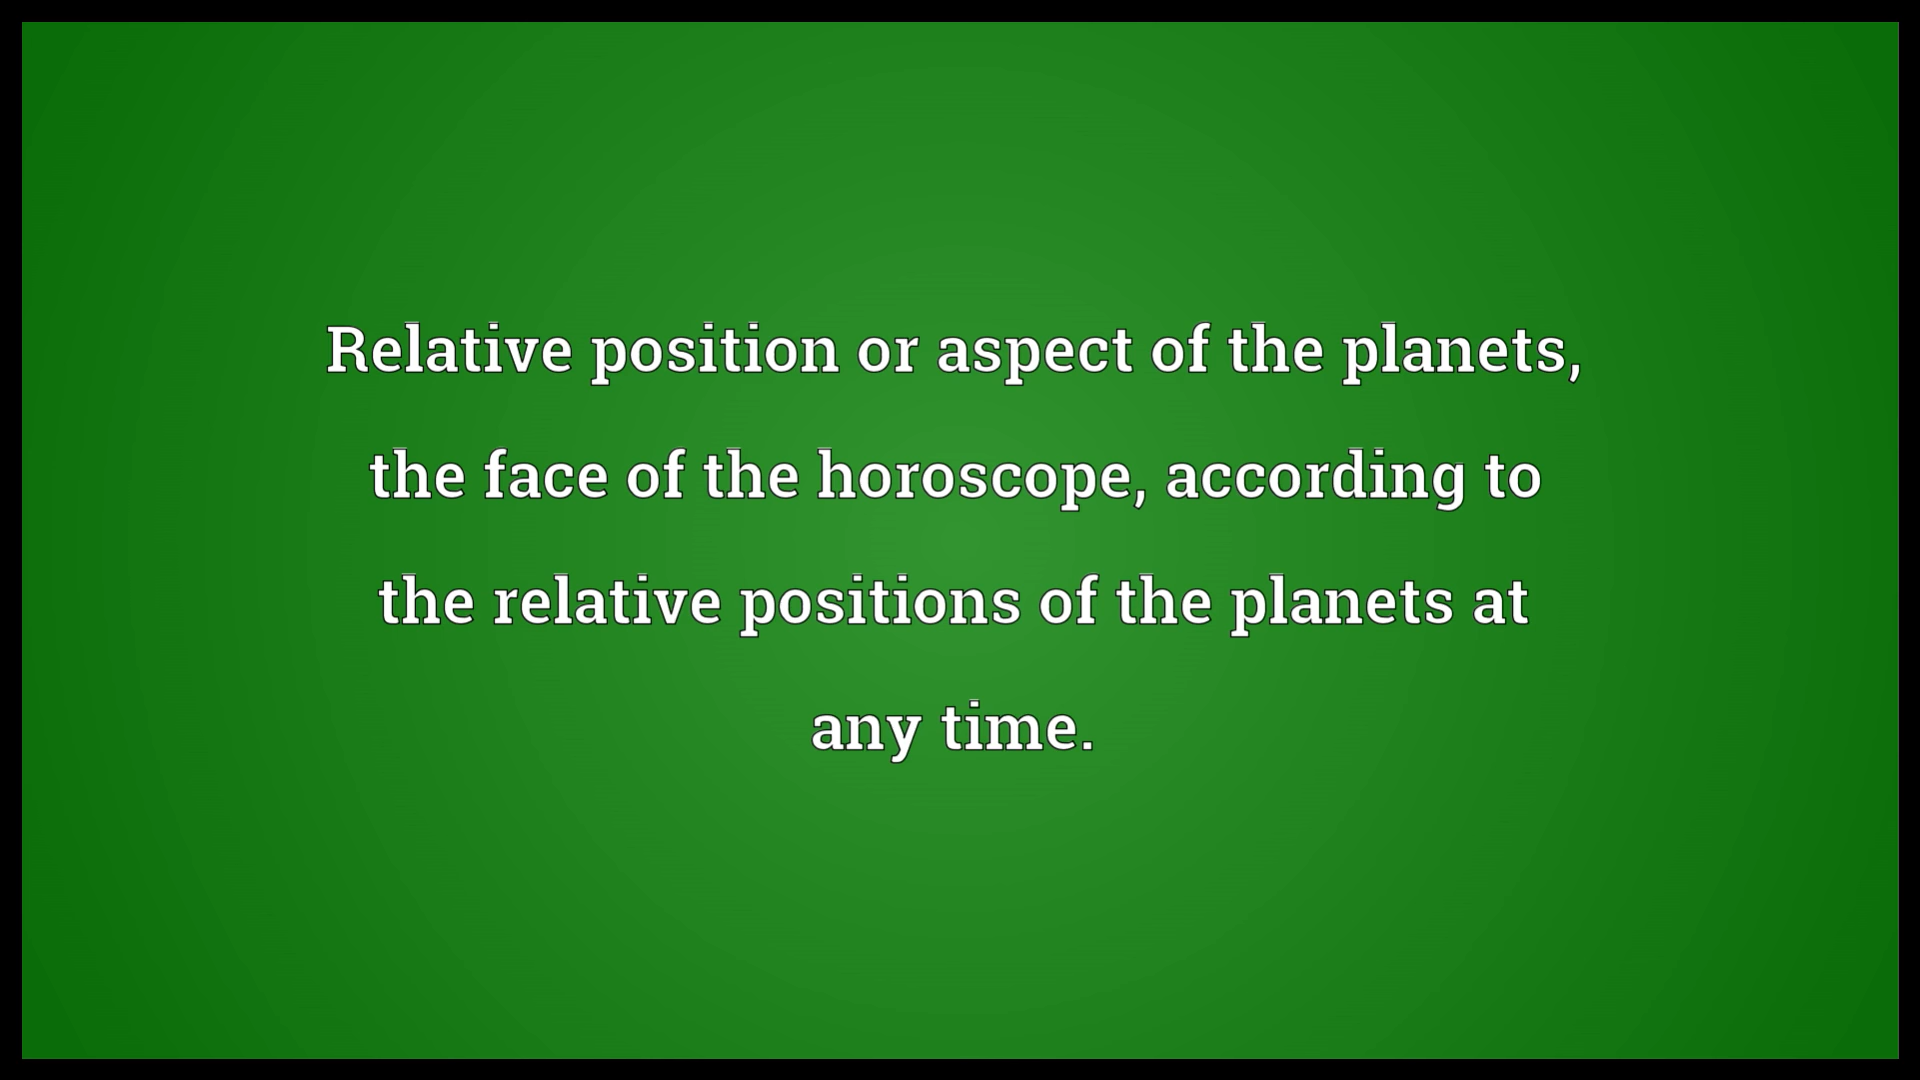 Relative position or aspect of the planets,
the face of the horoscope, according to
the relative positions of the planets at
any time.